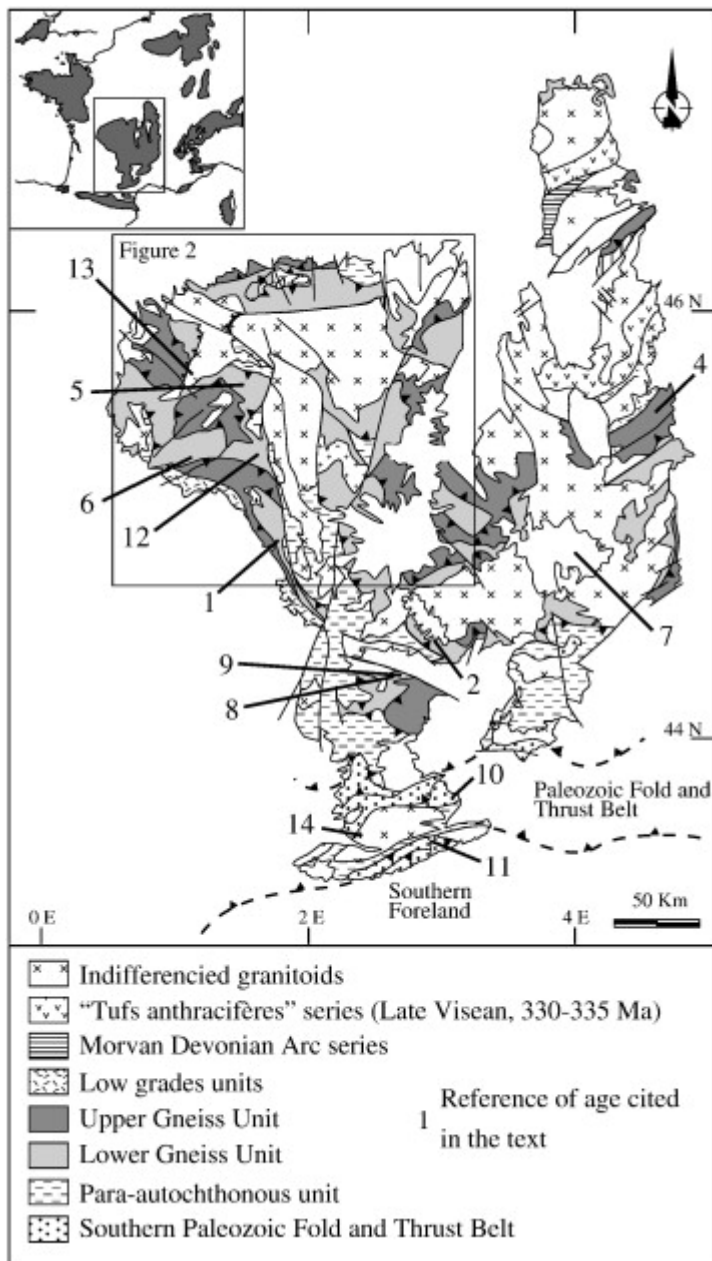 Figure 2
13
46 N
5
4
6
12
1
7
9
2
8
44 N
10
Paleozoic Fold and
Thrust Belt
14
11
Southern
Foreland
50 Km
0 E
2 E
4 E
Indifferencied granitoids
“Tufs anthracifères” series (Late Visean, 330-335 Ma)
Morvan Devonian Arc series
Low grades units
Upper Gneiss Unit
Lower Gneiss Unit
1 Reference of age cited
in the text
Para-autochthonous unit
Southern Paleozoic Fold and Thrust Belt